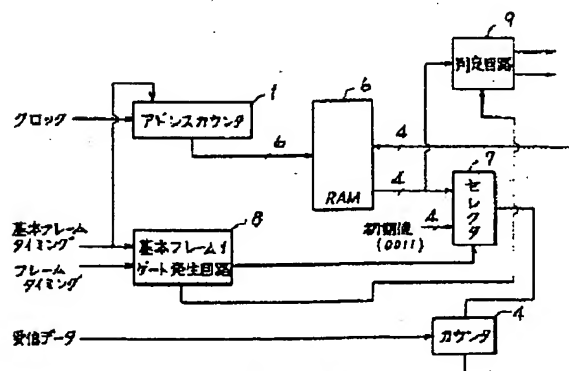 9
判定回路
1
6
クロック
アドレスカウンタ
6
4
7
RAM
4
セレクタ
基本フレーム
タイミング
8
初期値
(0011)
4
基本フレーム1
ゲート発生回路
フレーム
タイミング
受信データ
4
カウンタ